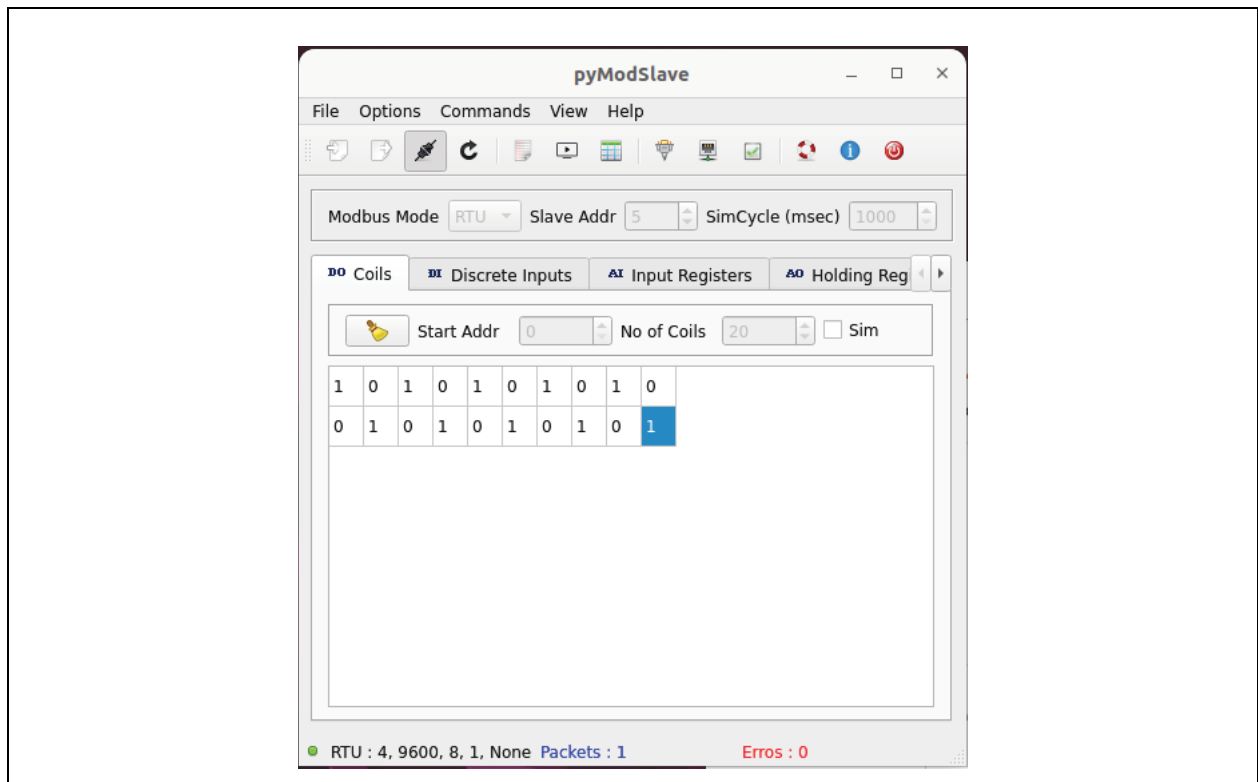 pyModSlave
File Options Commands View Help
Modbus Mode RTU Slave Addr 5 SimCycle (msec) 1000
DO Coils DI Discrete Inputs AI Input Registers AO Holding Reg
Start Addr 0 No of Coils 20 Sim
1 0 1 0 1 0 1 0 1 0
0 1 0 1 0 1 0 1 0 1
RTU : 4, 9600, 8, 1, None Packets : 1 Erros : 0